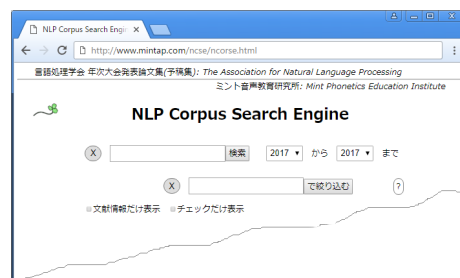 NLP Corpus Search Engin
http://www.mintap.com/ncse/ncorse.html
言語処理学会 年次大会発表論文集(予稿集): The Association for Natural Language Processing
ミント音声教育研究所: Mint Phonetics Education Institute
NLP Corpus Search Engine
X 検索 2017 から 2017 まで
X で絞り込む ?
文献情報だけ表示 チェックだけ表示